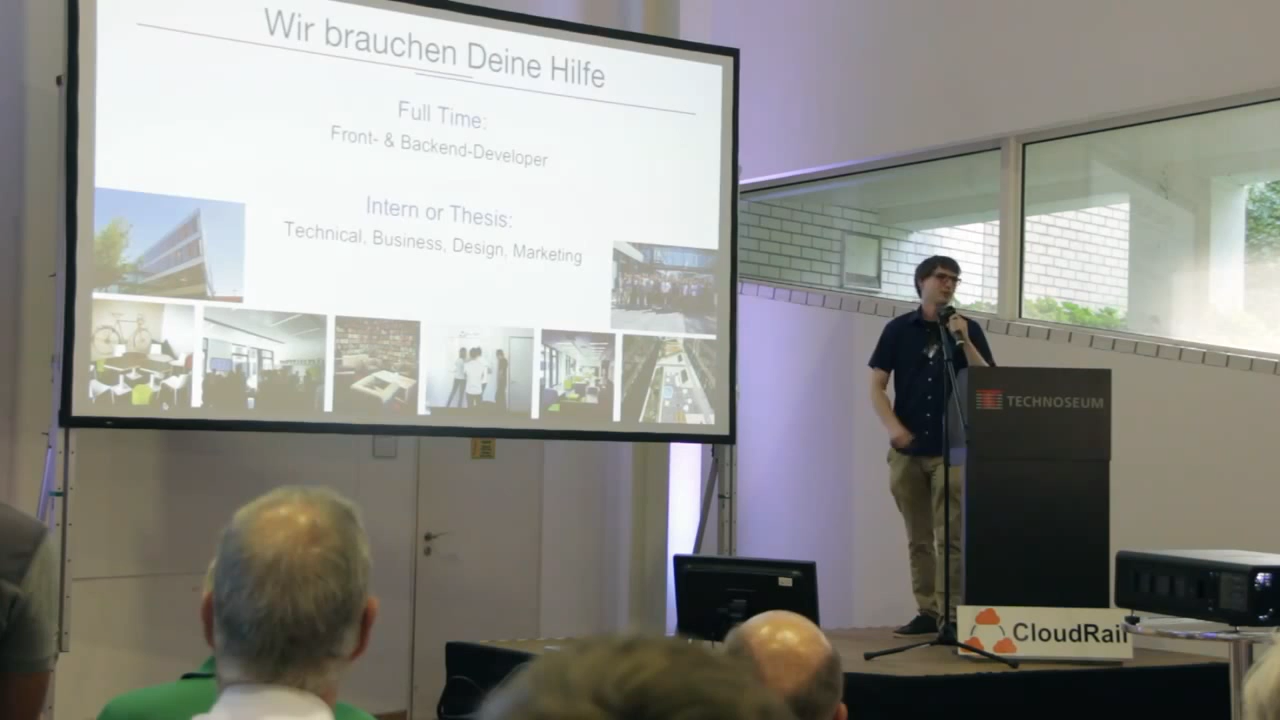 Wir brauchen Deine Hilfe
Full Time:
Front- & Backend-Developer
Intern or Thesis:
Technical, Business, Design, Marketing
TECHNOSEUM
CloudRail